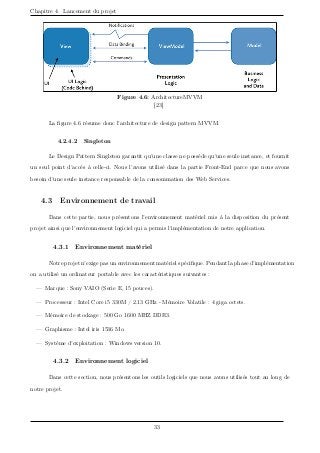 Chapitre 4. Lancement du projet
Notifications
View
Data Binding
ViewModel
Model
Commands
UI
UI Logic
(Code Behind)
Presentation
Logic
Business
Logic
and Data
Figure 4.6: ArchitectureMVVM
[23]
La figure 4.6 résume donc l'architecture de design pattern MVVM.
4.2.4.2 Singleton
Le Design Pattern Singleton garantit qu'une classe ne possède qu'une seule instance, et fournit
un seul point d'accès à celle-ci. Nous l'avons utilisé dans la partie Front-End parce que nous avons
besoin d'une seule instance responsable de la consommation des Web Services.
4.3 Environnement de travail
Dans cette partie, nous présentons l'environnement matériel mis à la disposition du présent
projet ainsi que l'environnement logiciel qui a permis l'implémentation de notre application.
4.3.1 Environnement matériel
Notre projet n'exige pas un environnement matériel spécifique. Pendant la phase d'implémentation
on a utilisé un ordinateur portable avec les caractéristiques suivantes :
— Marque : Sony VAIO (Serie E, 15 pouces).
— Processeur : Intel Core i5 330M / 2.13 GHz - Mémoire Volatile : 4 giga octets.
— Mémoire de stockage : 500 Go 1600 MHZ DDR3.
— Graphisme : Intel iris 1536 Mo.
— Système d'exploitation : Windows version 10.
4.3.2 Environnement logiciel
Dans cette section, nous présentons les outils logiciels que nous avons utilisés tout au long de
notre projet.
33